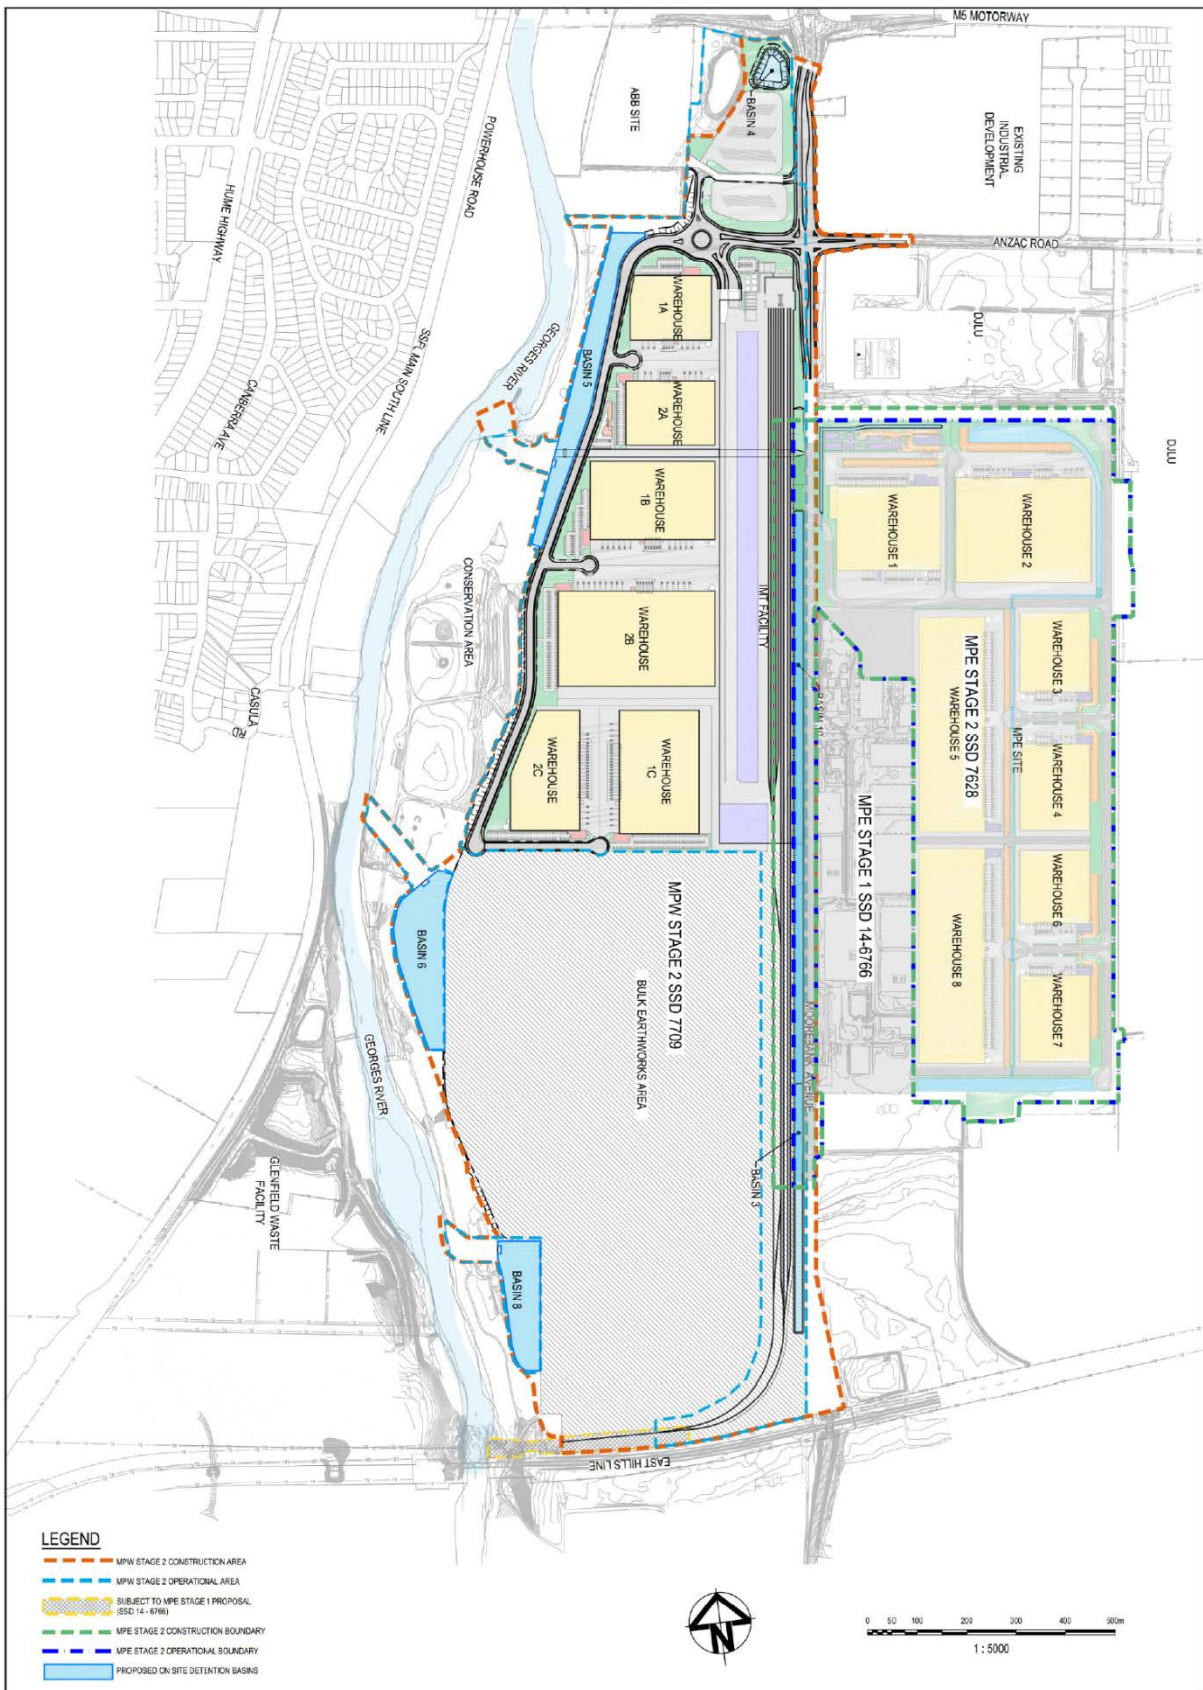 M5 MOTORWAY
ABB SITE
BASIN 4
EXISTING
INDUSTRIAL
DEVELOPMENT
POWERHOUSE ROAD
HUME HIGHWAY
ANZAC ROAD
DJLU
DJLU
WAREHOUSE
1A
GEORGES RIVER
BASIN 5
SSFL MAIN SOUTH LINE
CANBERRA AVE
WAREHOUSE
2A
WAREHOUSE
1B
WAREHOUSE 1
WAREHOUSE 2
CONSERVATION AREA
IMT FACILITY
WAREHOUSE
2B
CASULA
RD
MPE STAGE 2 SSD 7628
WAREHOUSE 5
MPE SITE
WAREHOUSE 3
WAREHOUSE 4
WAREHOUSE
2C
WAREHOUSE
1C
MPE STAGE 1 SSD 14-6766
WAREHOUSE 6
WAREHOUSE 8
WAREHOUSE 7
BASIN 6
MPW STAGE 2 SSD 7709
BULK EARTHWORKS AREA
MOOREBANK AVENUE
GEORGES RIVER
GLENFIELD WASTE
FACILITY
BASIN 3
BASIN 8
EAST HILLS LINE
LEGEND
MPW STAGE 2 CONSTRUCTION AREA
MPW STAGE 2 OPERATIONAL AREA
SUBJECT TO MPE STAGE 1 PROPOSAL
(SSD 14 - 6766)
MPE STAGE 2 CONSTRUCTION BOUNDARY
MPE STAGE 2 OPERATIONAL BOUNDARY
PROPOSED ON SITE DETENTION BASINS
N
0 50 100 200 300 400 500m
1 : 5000